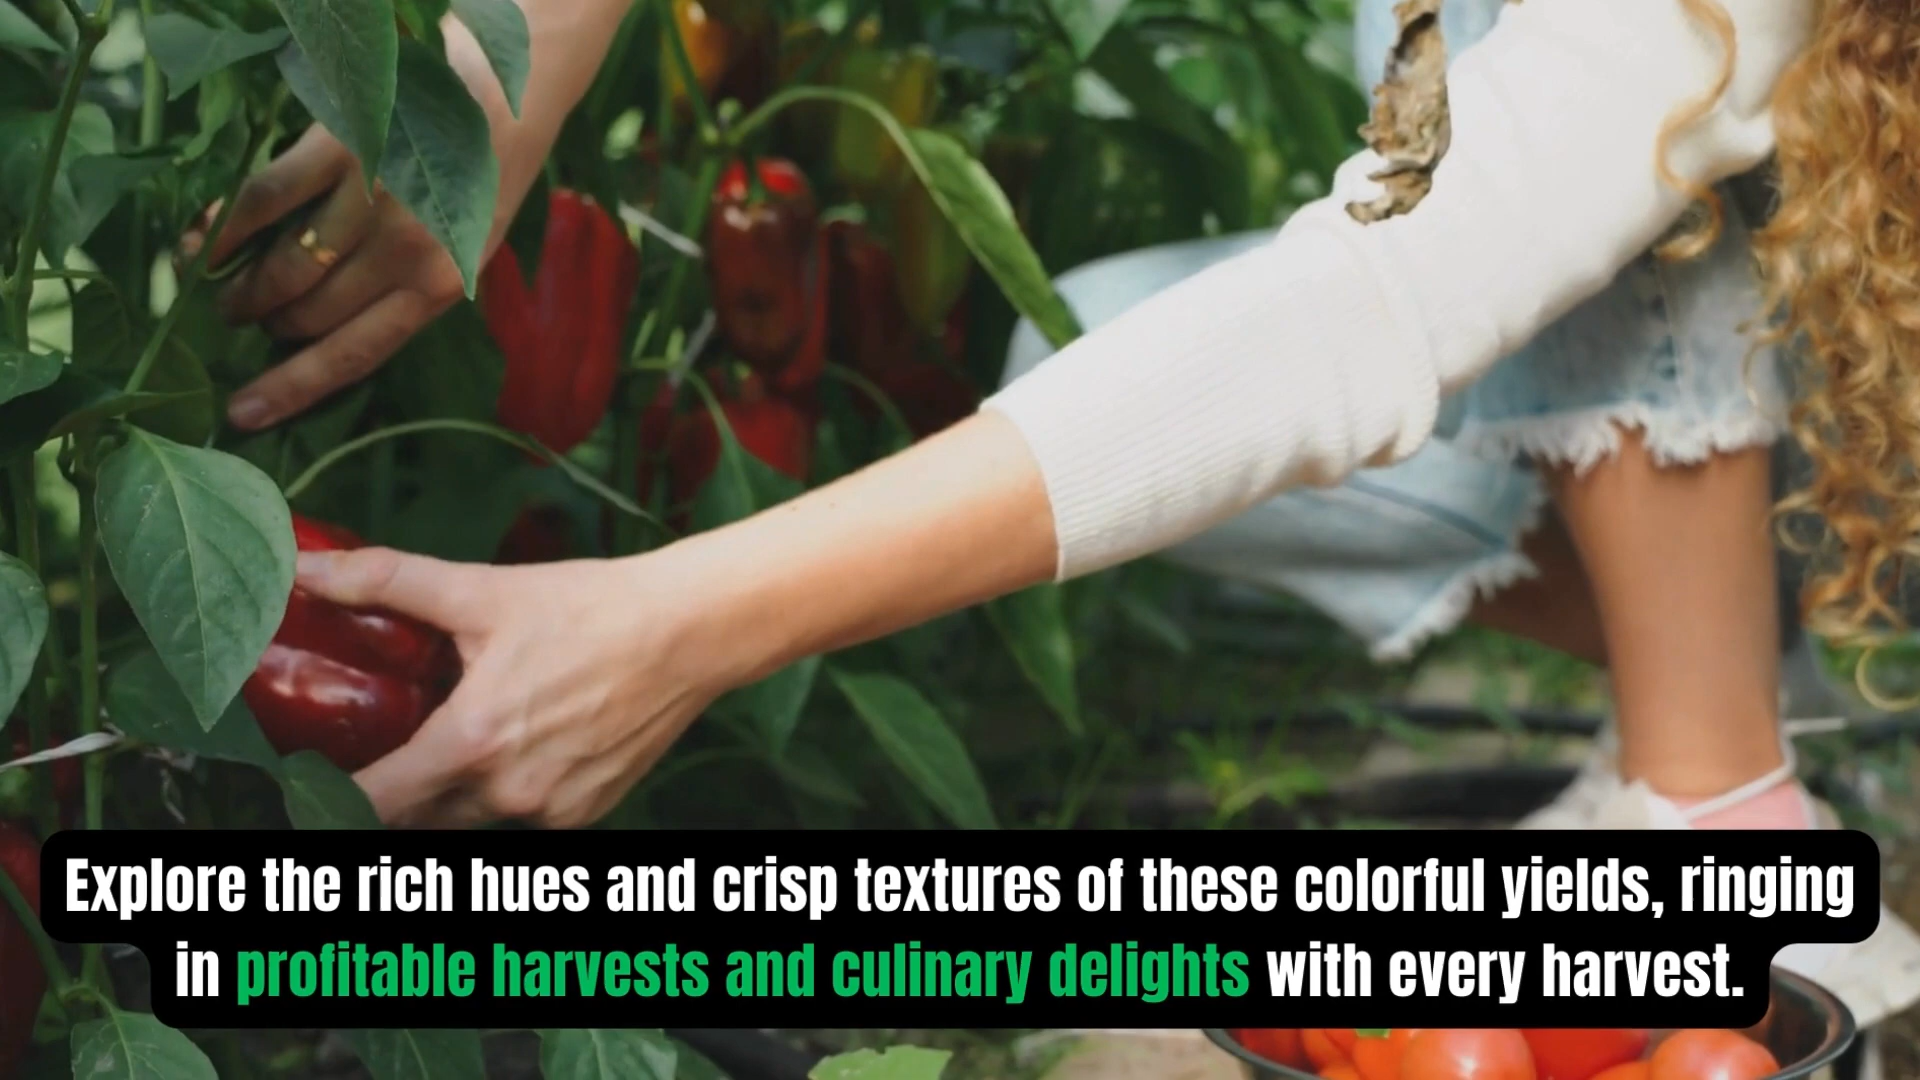 Explore the rich hues and crisp textures of these colorful yields, ringing
in profitable harvests and culinary delights with every harvest.